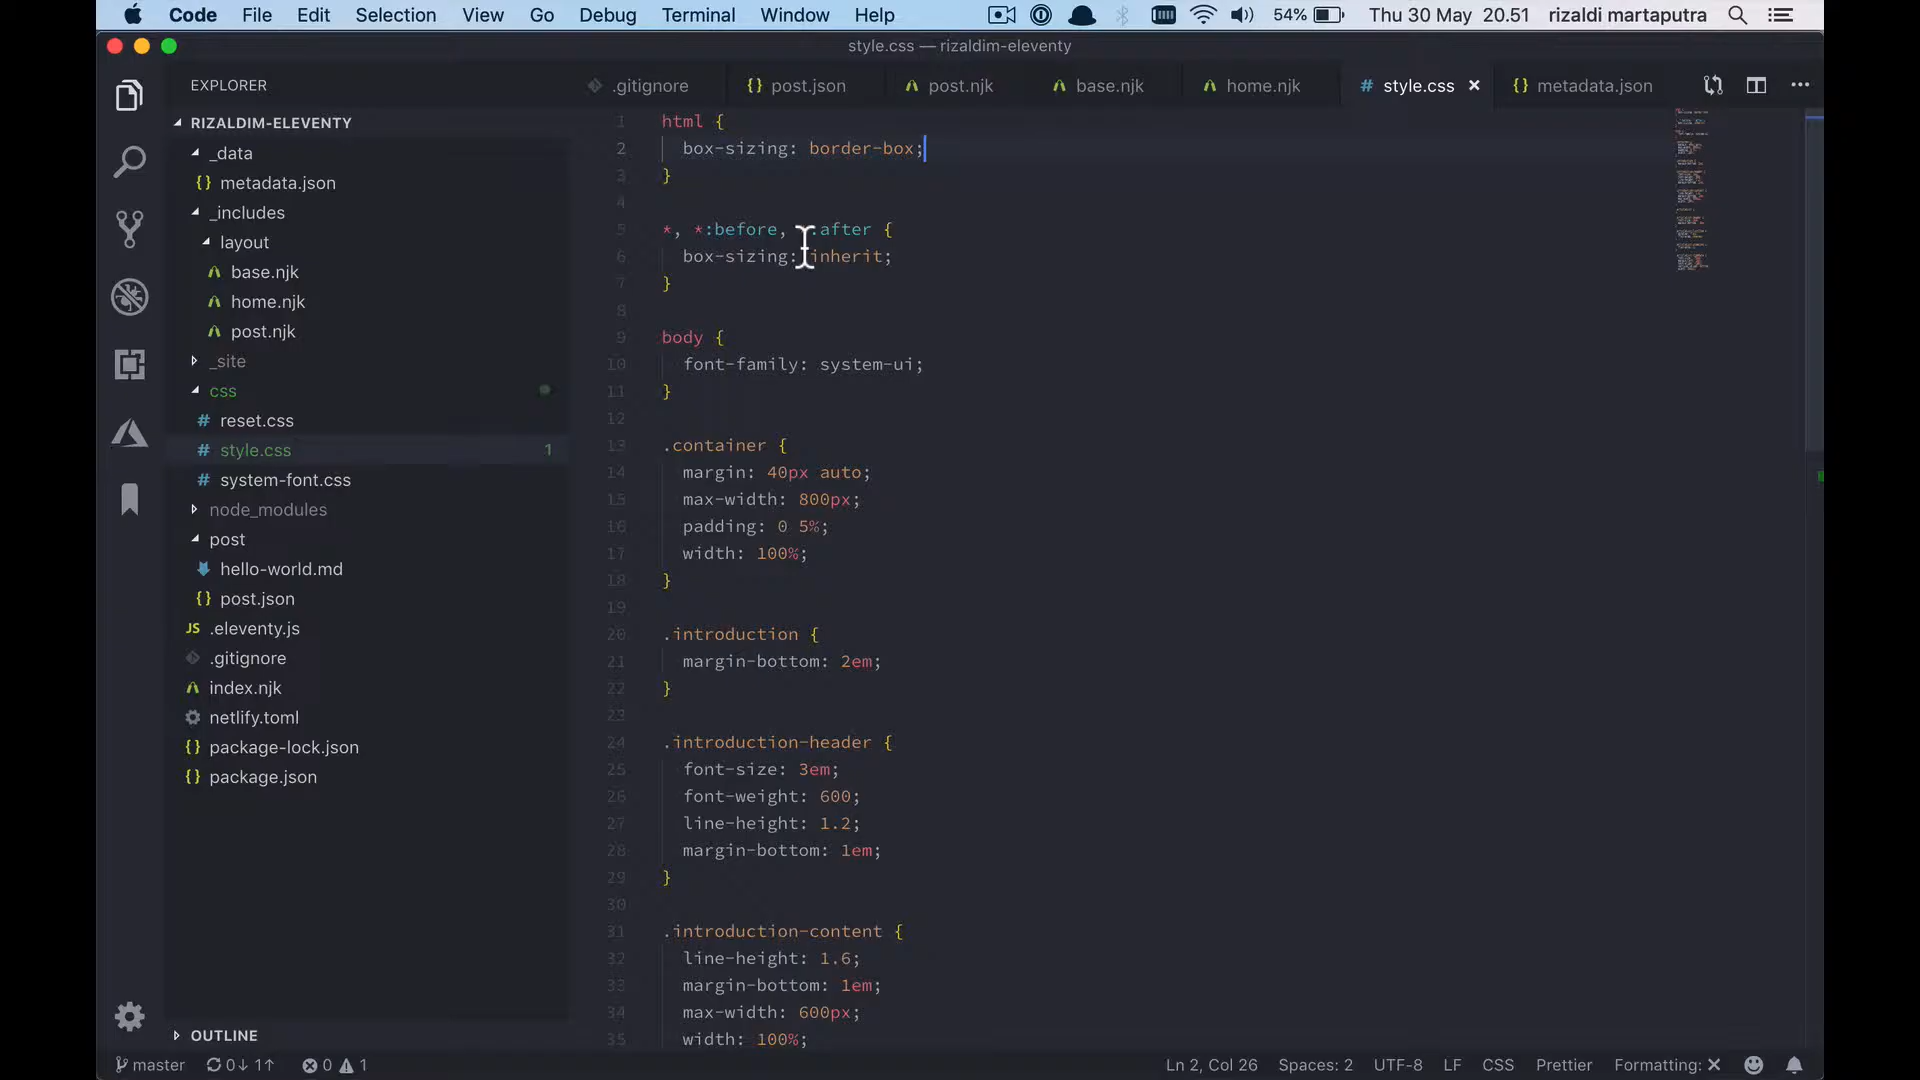 Code File Edit Selection View Go Debug Terminal Window Help 54% Thu 30 May 20.51 rizaldi martaputra
style.css — rizaldim-eleventy
EXPLORER
.gitignore {} post.json post.njk base.njk home.njk # style.css {} metadata.json
RIZALDIM-ELEVENTY
_data
{} metadata.json
_includes
layout
base.njk
home.njk
post.njk
_site
css
# reset.css
# style.css 1
# system-font.css
node_modules
post
hello-world.md
{} post.json
JS .eleventy.js
.gitignore
index.njk
netlify.toml
{} package-lock.json
{} package.json
OUTLINE
1 html {
2 box-sizing: border-box;
3 }
4
5 *, *:before, :after {
6 box-sizing: inherit;
7 }
8
9 body {
10 font-family: system-ui;
11 }
12
13 .container {
14 margin: 40px auto;
15 max-width: 800px;
16 padding: 0 5%;
17 width: 100%;
18 }
19
20 .introduction {
21 margin-bottom: 2em;
22 }
23
24 .introduction-header {
25 font-size: 3em;
26 font-weight: 600;
27 line-height: 1.2;
28 margin-bottom: 1em;
29 }
30
31 .introduction-content {
32 line-height: 1.6;
33 margin-bottom: 1em;
34 max-width: 600px;
35 width: 100%;
master 0↓ 1↑ 0 1 Ln 2, Col 26 Spaces: 2 UTF-8 LF CSS Prettier Formatting: ✕